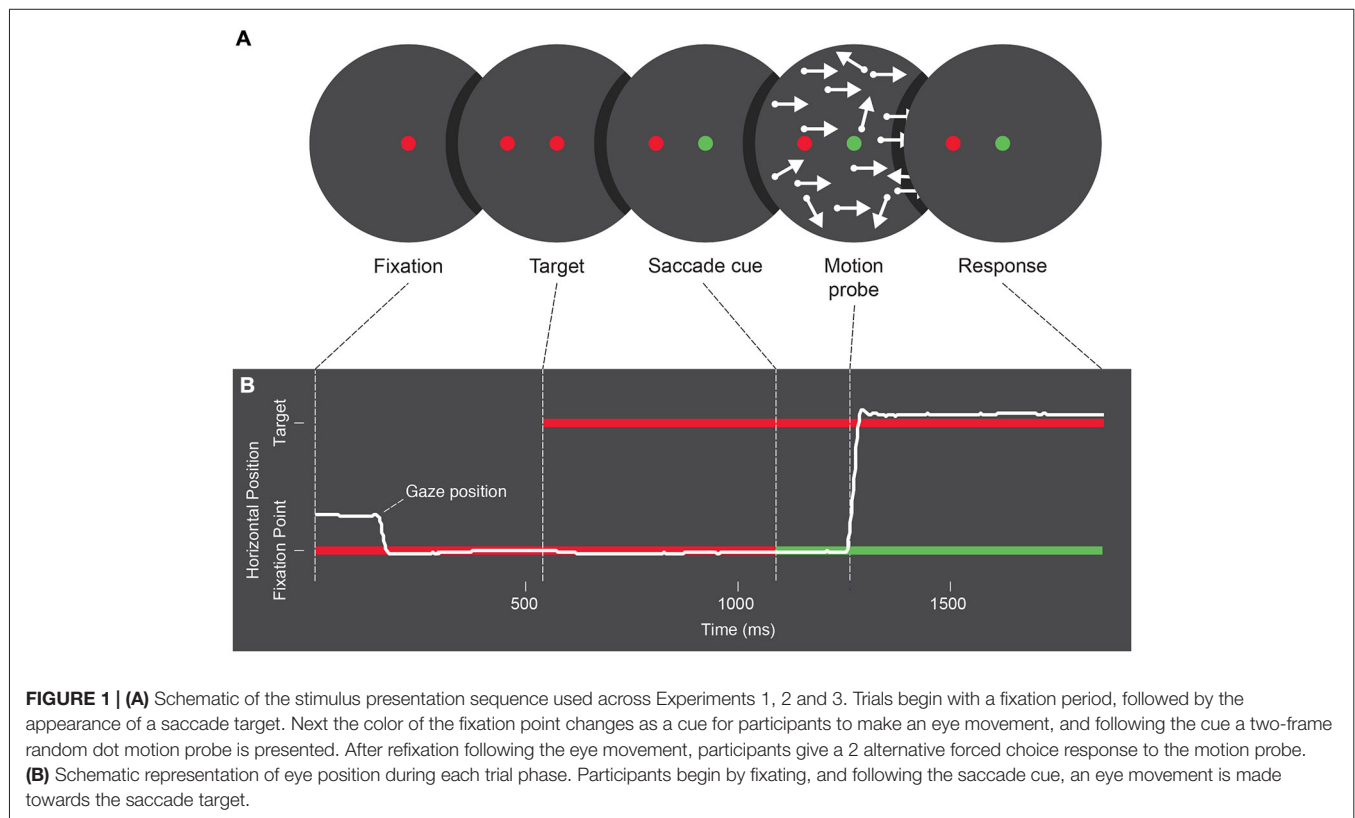 A
Fixation
Target
Saccade cue
Motion
probe
Response
B
Horizontal Position
Fixation Point
Target
Gaze position
500
1000
1500
Time (ms)
FIGURE 1 | (A) Schematic of the stimulus presentation sequence used across Experiments 1, 2 and 3. Trials begin with a fixation period, followed by the
appearance of a saccade target. Next the color of the fixation point changes as a cue for participants to make an eye movement, and following the cue a two-frame
random dot motion probe is presented. After refixation following the eye movement, participants give a 2 alternative forced choice response to the motion probe.
(B) Schematic representation of eye position during each trial phase. Participants begin by fixating, and following the saccade cue, an eye movement is made
towards the saccade target.